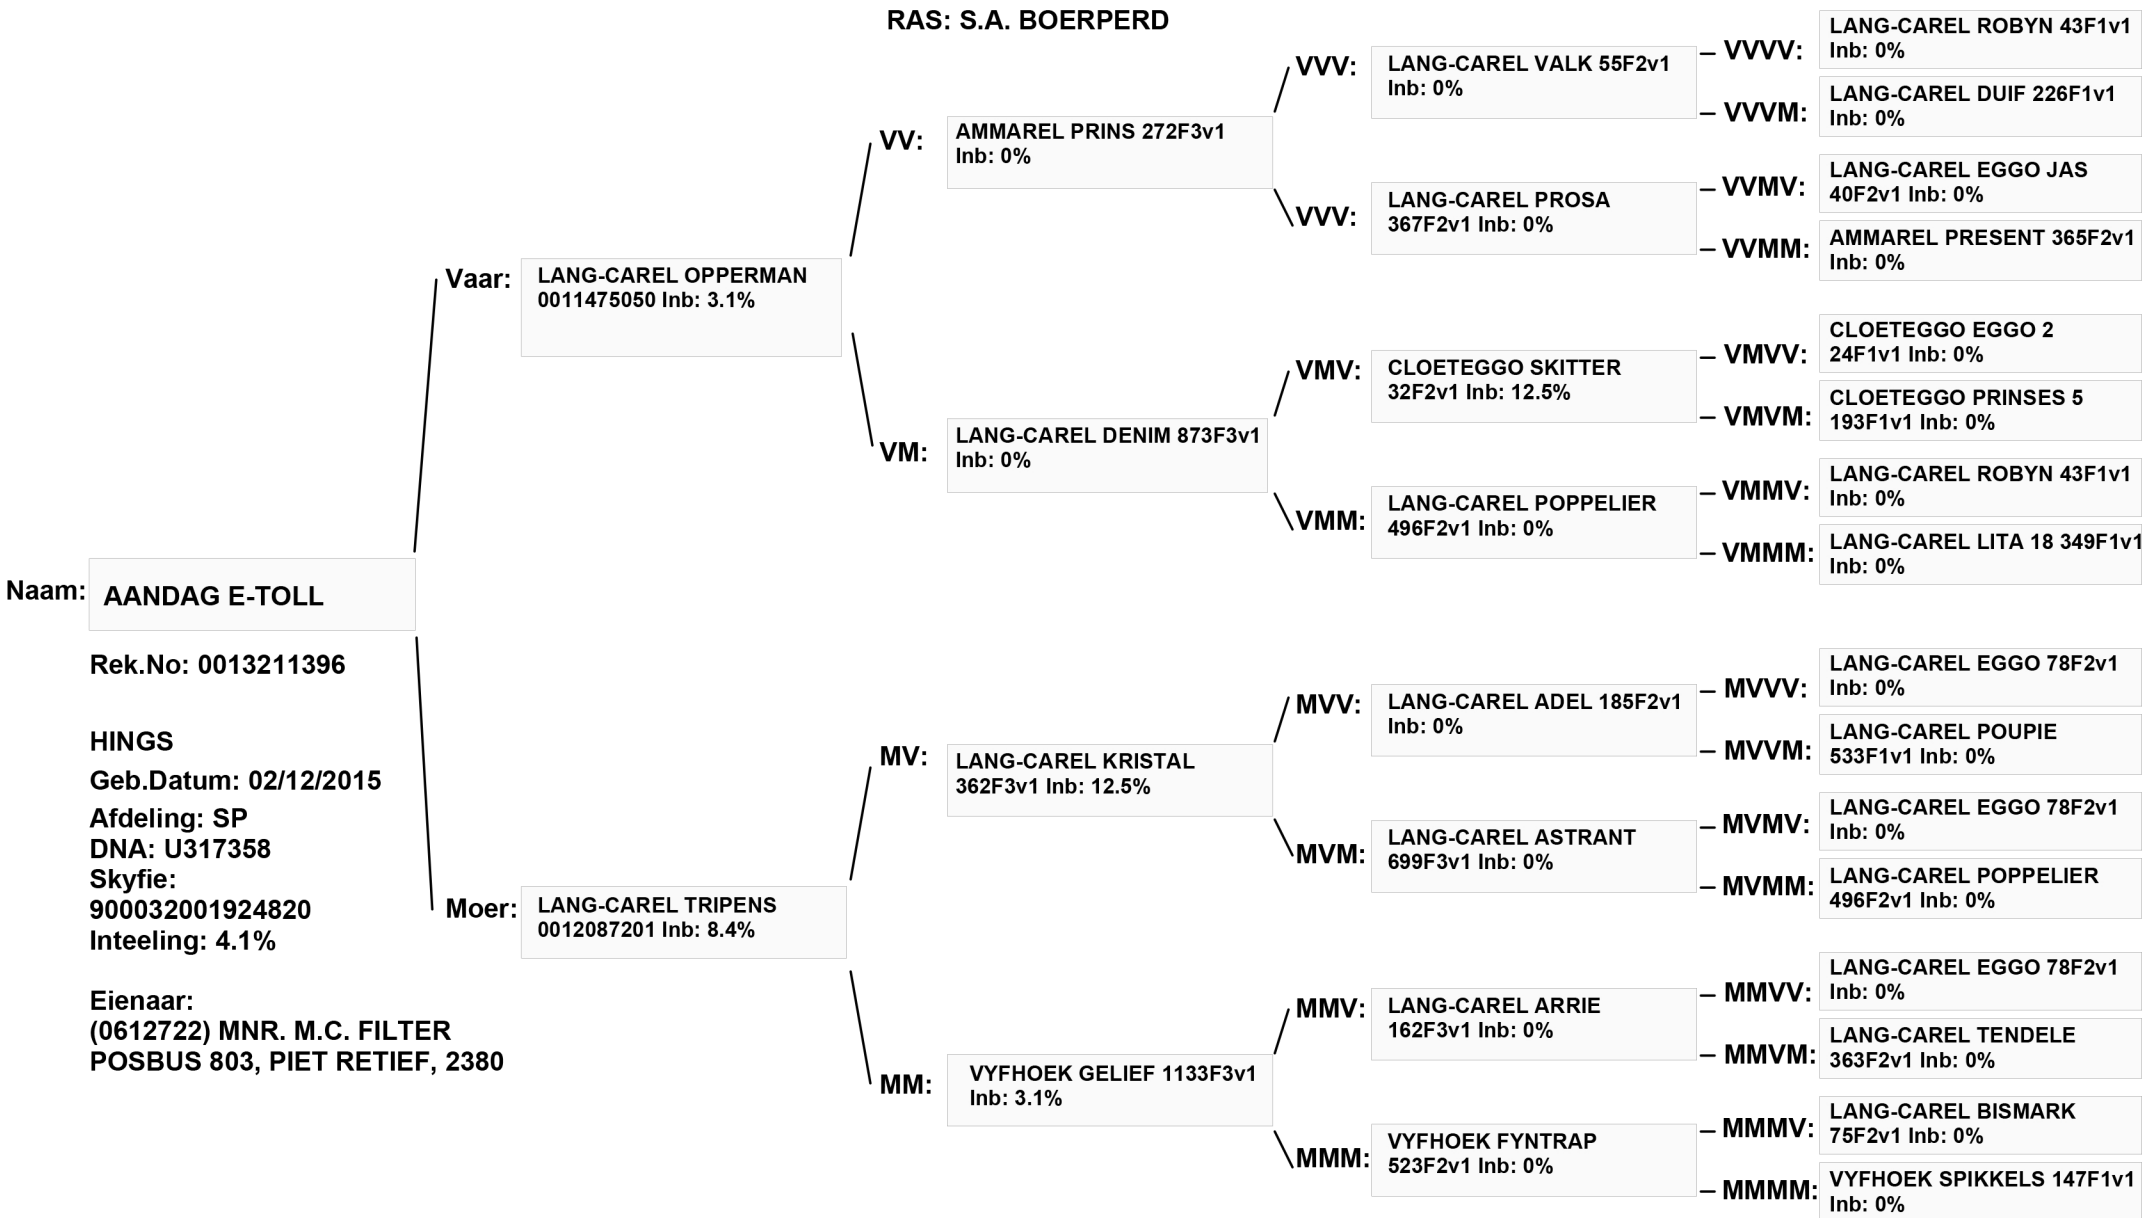 RAS: S.A. BOERPERD
Naam:
AANDAG E-TOLL
Rek.No: 0013211396
HINGS
Geb.Datum: 02/12/2015
Afdeling: SP
DNA: U317358
Skyfie:
900032001924820
Inteeling: 4.1%
Eienaar:
(0612722) MNR. M.C. FILTER
POSBUS 803, PIET RETIEF, 2380
Vaar:
LANG-CAREL OPPERMAN
0011475050 Inb: 3.1%
Moer:
LANG-CAREL TRIPENS
0012087201 Inb: 8.4%
VV:
AMMAREL PRINS 272F3v1
Inb: 0%
VM:
LANG-CAREL DENIM 873F3v1
Inb: 0%
MV:
LANG-CAREL KRISTAL
362F3v1 Inb: 12.5%
MM:
VYFHOEK GELIEF 1133F3v1
Inb: 3.1%
VVV:
LANG-CAREL VALK 55F2v1
Inb: 0%
VVV:
LANG-CAREL PROSA
367F2v1 Inb: 0%
VMV:
CLOETEGGO SKITTER
32F2v1 Inb: 12.5%
VMM:
LANG-CAREL POPPELIER
496F2v1 Inb: 0%
MVV:
LANG-CAREL ADEL 185F2v1
Inb: 0%
MVM:
LANG-CAREL ASTRANT
699F3v1 Inb: 0%
MMV:
LANG-CAREL ARRIE
162F3v1 Inb: 0%
MMM:
VYFHOEK FYNTRAP
523F2v1 Inb: 0%
VVVV:
LANG-CAREL ROBYN 43F1v1
Inb: 0%
VVVM:
LANG-CAREL DUIF 226F1v1
Inb: 0%
VVMV:
LANG-CAREL EGGO JAS
40F2v1 Inb: 0%
VVMM:
AMMAREL PRESENT 365F2v1
Inb: 0%
VMVV:
CLOETEGGO EGGO 2
24F1v1 Inb: 0%
VMVM:
CLOETEGGO PRINSES 5
193F1v1 Inb: 0%
VMMV:
LANG-CAREL ROBYN 43F1v1
Inb: 0%
VMMM:
LANG-CAREL LITA 18 349F1v1
Inb: 0%
MVVV:
LANG-CAREL EGGO 78F2v1
Inb: 0%
MVVM:
LANG-CAREL POUPIE
533F1v1 Inb: 0%
MVMV:
LANG-CAREL EGGO 78F2v1
Inb: 0%
MVMM:
LANG-CAREL POPPELIER
496F2v1 Inb: 0%
MMVV:
LANG-CAREL EGGO 78F2v1
Inb: 0%
MMVM:
LANG-CAREL TENDELE
363F2v1 Inb: 0%
MMMV:
LANG-CAREL BISMARK
75F2v1 Inb: 0%
MMMM:
VYFHOEK SPIKKELS 147F1v1
Inb: 0%